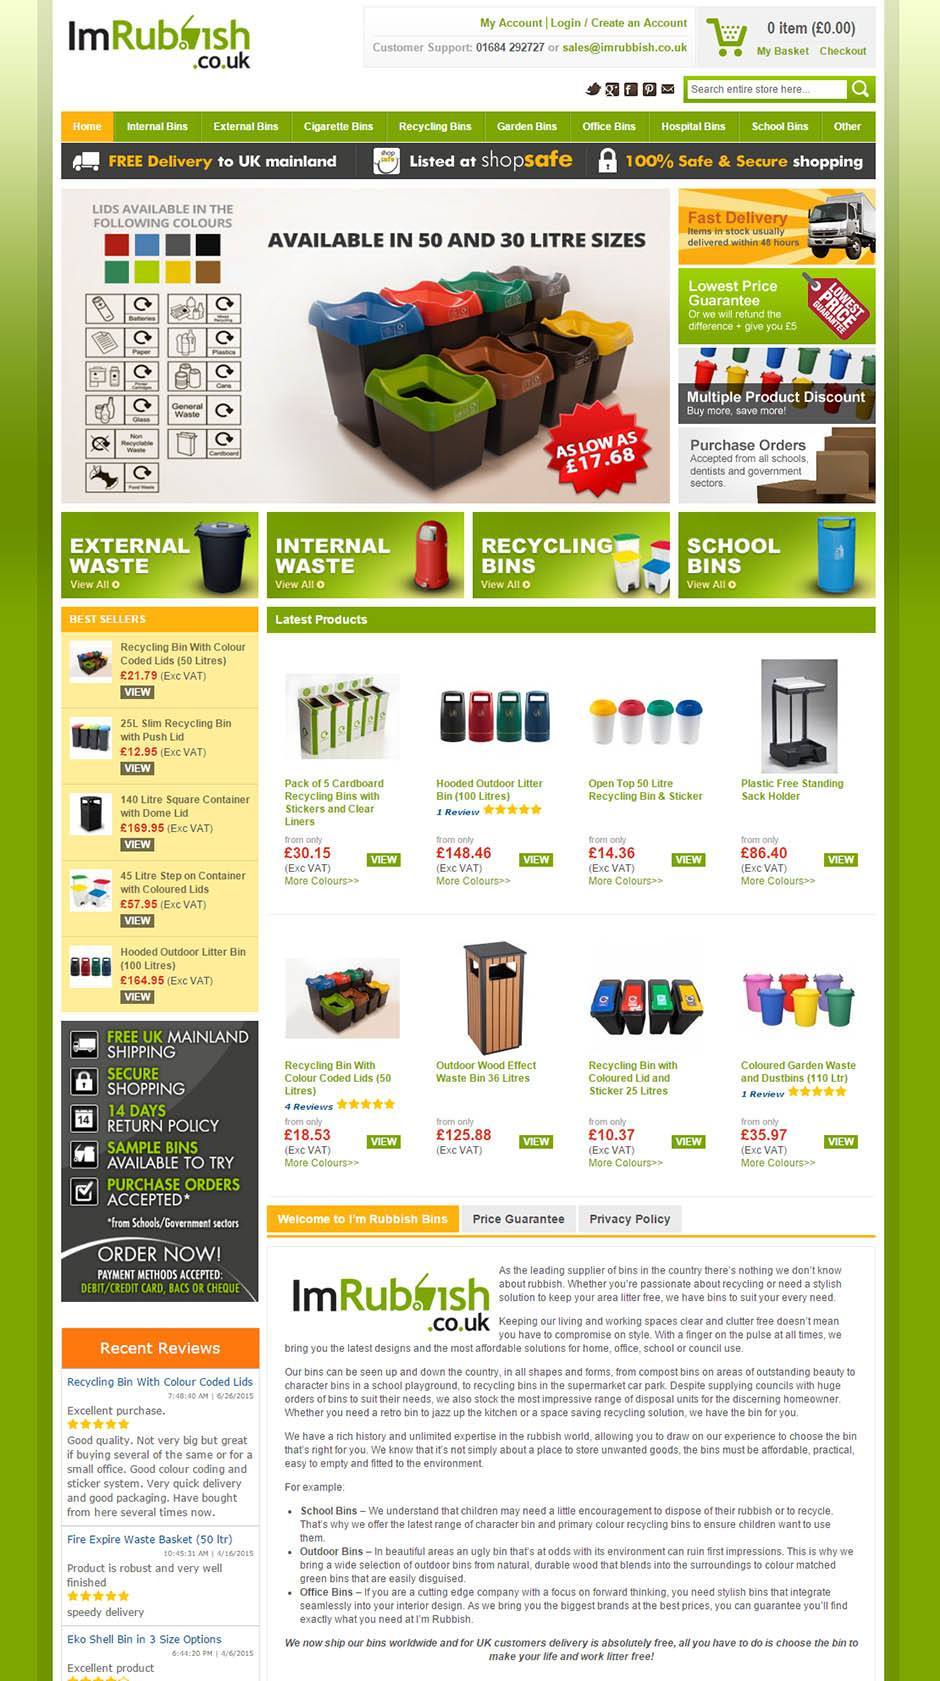 ImRubbish
.co.uk
My Account | Login / Create an Account
Customer Support: 01684 292727 or sales@imrubbish.co.uk
0 item (£0.00)
My Basket Checkout
Search entire store here...
Home Internal Bins External Bins Cigarette Bins Recycling Bins Garden Bins Office Bins Hospital Bins School Bins Other
FREE Delivery to UK mainland
Listed at shopsafe
100% Safe & Secure shopping
LIDS AVAILABLE IN THE
FOLLOWING COLOURS
Batteries
Mixed
Recycling
Paper
Plastics
Printer
Cartridges
Cans
Glass
General
Waste
Non
Recyclable
Waste
Cardboard
Food Waste
AVAILABLE IN 50 AND 30 LITRE SIZES
AS LOW AS
£17.68
Fast Delivery
Items in stock usually
delivered within 48 hours
Lowest Price
Guarantee
Or we will refund the
difference + give you £5
LOWEST
PRICE
GUARANTEE
Multiple Product Discount
Buy more, save more!
Purchase Orders
Accepted from all schools,
dentists and government
sectors.
EXTERNAL
WASTE
View All
INTERNAL
WASTE
View All
RECYCLING
BINS
View All
SCHOOL
BINS
View All
BEST SELLERS
Recycling Bin With Colour
Coded Lids (50 Litres)
£21.79 (Exc VAT)
VIEW
25L Slim Recycling Bin
with Push Lid
£12.95 (Exc VAT)
VIEW
140 Litre Square Container
with Dome Lid
£169.95 (Exc VAT)
VIEW
45 Litre Step on Container
with Coloured Lids
£57.95 (Exc VAT)
VIEW
Hooded Outdoor Litter Bin
(100 Litres)
£164.95 (Exc VAT)
VIEW
FREE UK MAINLAND
SHIPPING
SECURE
SHOPPING
14
14 DAYS
RETURN POLICY
SAMPLE BINS
AVAILABLE TO TRY
PURCHASE ORDERS
ACCEPTED*
*from Schools/Government sectors
ORDER NOW!
PAYMENT METHODS ACCEPTED:
DEBIT/CREDIT CARD, BACS OR CHEQUE
Recent Reviews
Recycling Bin With Colour Coded Lids
7:48:40 AM | 6/26/2015
Excellent purchase.
Good quality. Not very big but great
if buying several of the same or for a
small office. Good colour coding and
sticker system. Very quick delivery
and good packaging. Have bought
from here several times now.
Fire Expire Waste Basket (50 ltr)
10:45:31 AM | 4/16/2015
Product is robust and very well
finished
speedy delivery
Eko Shell Bin in 3 Size Options
6:44:20 PM | 4/6/2015
Excellent product
Latest Products
Pack of 5 Cardboard
Recycling Bins with
Stickers and Clear
Liners
from only
£30.15
(Exc VAT)
More Colours>>
VIEW
Hooded Outdoor Litter
Bin (100 Litres)
1 Review
from only
£148.46
(Exc VAT)
More Colours>>
VIEW
Open Top 50 Litre
Recycling Bin & Sticker
from only
£14.36
(Exc VAT)
More Colours>>
VIEW
Plastic Free Standing
Sack Holder
from only
£86.40
(Exc VAT)
More Colours>>
VIEW
Recycling Bin With
Colour Coded Lids (50
Litres)
4 Reviews
from only
£18.53
(Exc VAT)
More Colours>>
VIEW
Outdoor Wood Effect
Waste Bin 36 Litres
from only
£125.88
(Exc VAT)
VIEW
Recycling Bin with
Coloured Lid and
Sticker 25 Litres
from only
£10.37
(Exc VAT)
More Colours>>
VIEW
Coloured Garden Waste
and Dustbins (110 Ltr)
1 Review
from only
£35.97
(Exc VAT)
More Colours>>
VIEW
Welcome to I'm Rubbish Bins Price Guarantee Privacy Policy
ImRubbish
.co.uk
As the leading supplier of bins in the country there's nothing we don't know
about rubbish. Whether you're passionate about recycling or need a stylish
solution to keep your area litter free, we have bins to suit your every need.
Keeping our living and working spaces clear and clutter free doesn't mean
you have to compromise on style. With a finger on the pulse at all times, we
bring you the latest designs and the most affordable solutions for home, office, school or council use.
Our bins can be seen up and down the country, in all shapes and forms, from compost bins on areas of outstanding beauty to
character bins in a school playground, to recycling bins in the supermarket car park. Despite supplying councils with huge
orders of bins to suit their needs, we also stock the most impressive range of disposal units for the discerning homeowner.
Whether you need a retro bin to jazz up the kitchen or a space saving recycling solution, we have the bin for you.
We have a rich history and unlimited expertise in the rubbish world, allowing you to draw on our experience to choose the bin
that's right for you. We know that it's not simply about a place to store unwanted goods, the bins must be affordable, practical,
easy to empty and fitted to the environment.
For example:
• School Bins – We understand that children may need a little encouragement to dispose of their rubbish or to recycle.
That's why we offer the latest range of character bin and primary colour recycling bins to ensure children want to use
them.
• Outdoor Bins – In beautiful areas an ugly bin that's at odds with its environment can ruin first impressions. This is why we
bring a wide selection of outdoor bins from natural, durable wood that blends into the surroundings to colour matched
green bins that are easily disguised.
• Office Bins – If you are a cutting edge company with a focus on forward thinking, you need stylish bins that integrate
seamlessly into your interior design. As we bring you the biggest brands at the best prices, you can guarantee you'll find
exactly what you need at I'm Rubbish.
We now ship our bins worldwide and for UK customers delivery is absolutely free, all you have to do is choose the bin to
make your life and work litter free!